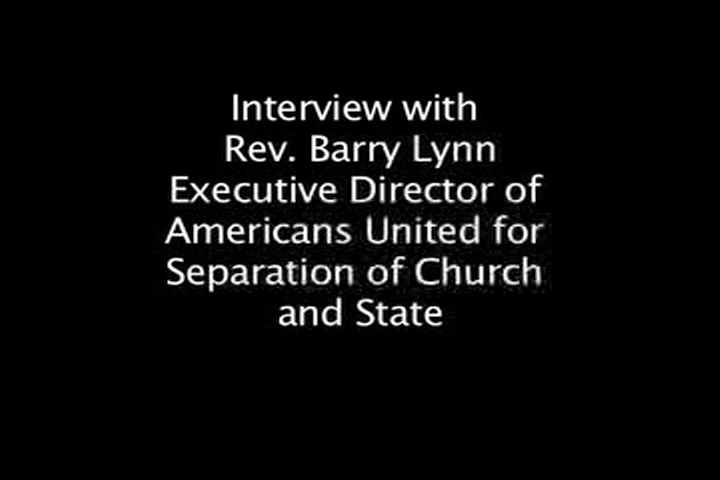 Interview with
Rev. Barry Lynn
Executive Director of
Americans United for
Separation of Church
and State